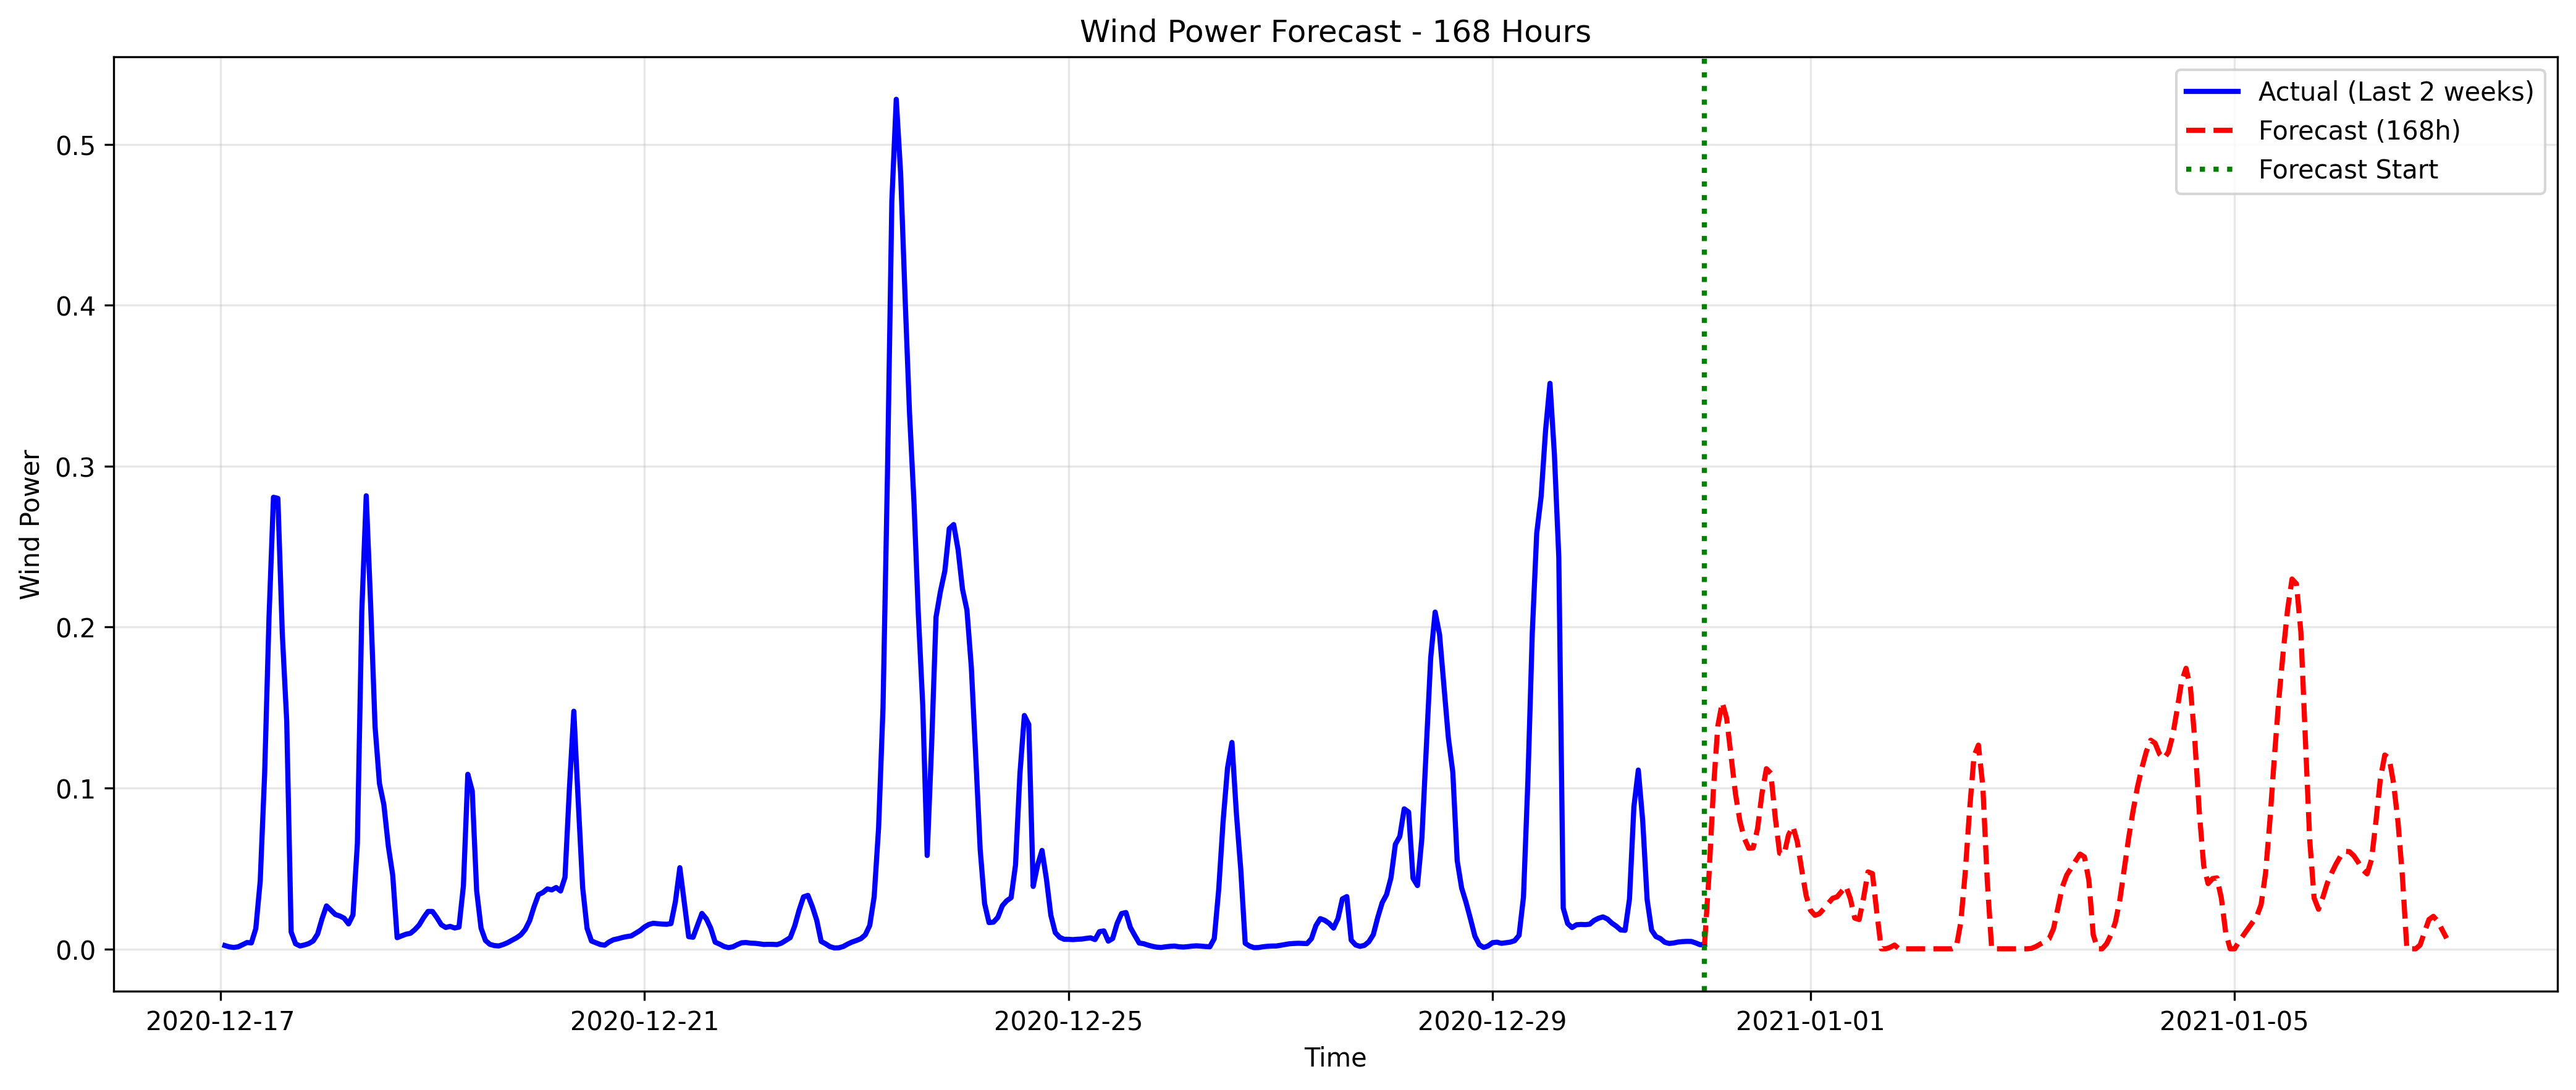 Wind Power Forecast - 168 Hours
Actual (Last 2 weeks)
Forecast (168h)
Forecast Start
Wind Power
0.5
0.4
0.3
0.2
0.1
0.0
2020-12-17
2020-12-21
2020-12-25
2020-12-29
2021-01-01
2021-01-05
Time